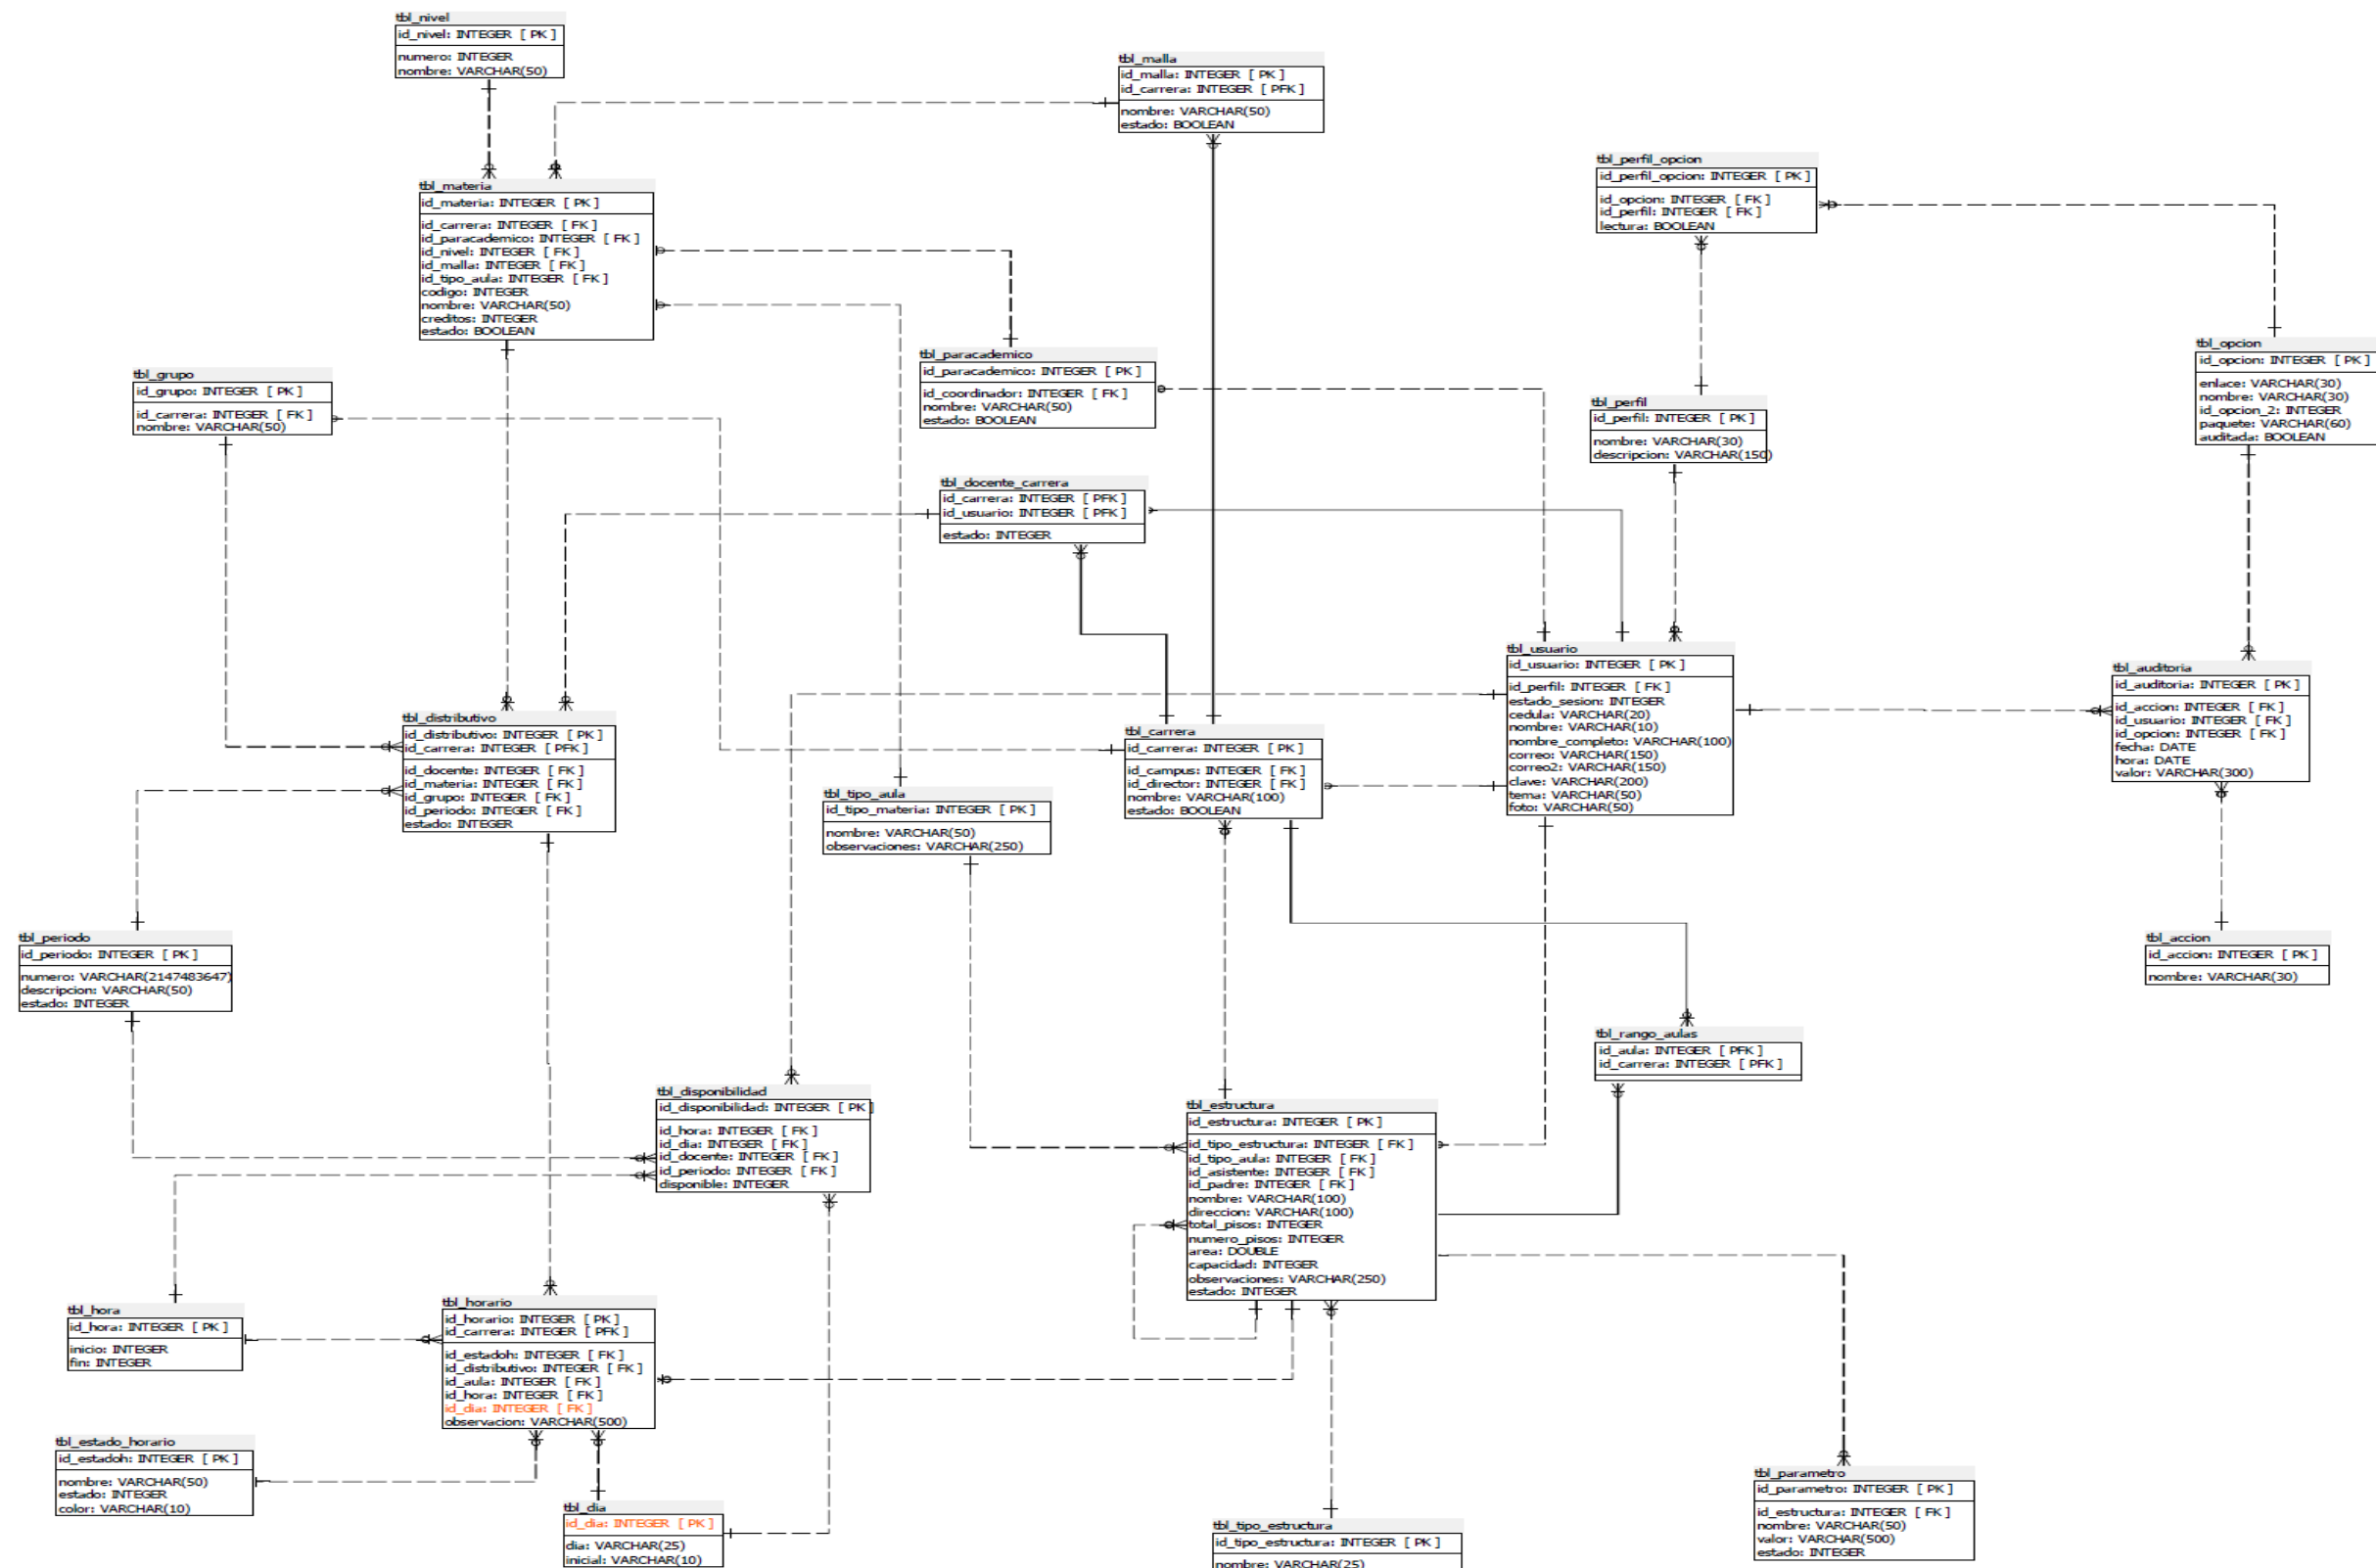 tbl_nivel
id_nivel: INTEGER [ PK ]
numero: INTEGER
nombre: VARCHAR(50)
tbl_malla
id_malla: INTEGER [ PK ]
id_carrera: INTEGER [ PFK ]
nombre: VARCHAR(50)
estado: BOOLEAN
tbl_perfil_opcion
id_perfil_opcion: INTEGER [ PK ]
id_opcion: INTEGER [ FK ]
id_perfil: INTEGER [ FK ]
lectura: BOOLEAN
tbl_materia
id_materia: INTEGER [ PK ]
id_carrera: INTEGER [ FK ]
id_paracademico: INTEGER [ FK ]
id_nivel: INTEGER [ FK ]
id_malla: INTEGER [ FK ]
id_tipo_aula: INTEGER [ FK ]
codigo: INTEGER
nombre: VARCHAR(50)
creditos: INTEGER
estado: BOOLEAN
tbl_opcion
id_opcion: INTEGER [ PK ]
enlace: VARCHAR(30)
nombre: VARCHAR(30)
id_opcion_2: INTEGER
paquete: VARCHAR(60)
auditada: BOOLEAN
tbl_paracademico
id_paracademico: INTEGER [ PK ]
id_coordinador: INTEGER [ FK ]
nombre: VARCHAR(50)
estado: BOOLEAN
tbl_grupo
id_grupo: INTEGER [ PK ]
id_carrera: INTEGER [ FK ]
nombre: VARCHAR(50)
tbl_perfil
id_perfil: INTEGER [ PK ]
nombre: VARCHAR(30)
descripcion: VARCHAR(150)
tbl_docente_carrera
id_carrera: INTEGER [ PFK ]
id_usuario: INTEGER [ PFK ]
estado: INTEGER
tbl_usuario
id_usuario: INTEGER [ PK ]
id_perfil: INTEGER [ FK ]
estado_sesion: INTEGER
cedula: VARCHAR(20)
nombre: VARCHAR(10)
nombre_completo: VARCHAR(100)
correo: VARCHAR(150)
correo2: VARCHAR(150)
clave: VARCHAR(200)
tema: VARCHAR(50)
foto: VARCHAR(50)
tbl_auditoria
id_auditoria: INTEGER [ PK ]
id_accion: INTEGER [ FK ]
id_usuario: INTEGER [ FK ]
id_opcion: INTEGER [ FK ]
fecha: DATE
hora: DATE
valor: VARCHAR(300)
tbl_distributivo
id_distributivo: INTEGER [ PK ]
id_carrera: INTEGER [ PFK ]
id_docente: INTEGER [ FK ]
id_materia: INTEGER [ FK ]
id_grupo: INTEGER [ FK ]
id_periodo: INTEGER [ FK ]
estado: INTEGER
tbl_carrera
id_carrera: INTEGER [ PK ]
id_campus: INTEGER [ FK ]
id_director: INTEGER [ FK ]
nombre: VARCHAR(100)
estado: BOOLEAN
tbl_tipo_aula
id_tipo_materia: INTEGER [ PK ]
nombre: VARCHAR(50)
observaciones: VARCHAR(250)
tbl_periodo
id_periodo: INTEGER [ PK ]
numero: VARCHAR(2147483647)
descripcion: VARCHAR(50)
estado: INTEGER
tbl_accion
id_accion: INTEGER [ PK ]
nombre: VARCHAR(30)
tbl_rango_aulas
id_aula: INTEGER [ PFK ]
id_carrera: INTEGER [ PFK ]
tbl_disponibilidad
id_disponibilidad: INTEGER [ PK ]
id_hora: INTEGER [ FK ]
id_dia: INTEGER [ FK ]
id_docente: INTEGER [ FK ]
id_periodo: INTEGER [ FK ]
disponible: INTEGER
tbl_estructura
id_estructura: INTEGER [ PK ]
id_tipo_estructura: INTEGER [ FK ]
id_tipo_aula: INTEGER [ FK ]
id_asistente: INTEGER [ FK ]
id_padre: INTEGER [ FK ]
nombre: VARCHAR(100)
direccion: VARCHAR(100)
total_pisos: INTEGER
numero_pisos: INTEGER
area: DOUBLE
capacidad: INTEGER
observaciones: VARCHAR(250)
estado: INTEGER
tbl_hora
id_hora: INTEGER [ PK ]
inicio: INTEGER
fin: INTEGER
tbl_horario
id_horario: INTEGER [ PK ]
id_carrera: INTEGER [ PFK ]
id_estadoh: INTEGER [ FK ]
id_distributivo: INTEGER [ FK ]
id_aula: INTEGER [ FK ]
id_hora: INTEGER [ FK ]
id_dia: INTEGER [ FK ]
observacion: VARCHAR(500)
tbl_estado_horario
id_estadoh: INTEGER [ PK ]
nombre: VARCHAR(50)
estado: INTEGER
color: VARCHAR(10)
tbl_dia
id_dia: INTEGER [ PK ]
dia: VARCHAR(25)
inicial: VARCHAR(10)
tbl_tipo_estructura
id_tipo_estructura: INTEGER [ PK ]
nombre: VARCHAR(25)
tbl_parametro
id_parametro: INTEGER [ PK ]
id_estructura: INTEGER [ FK ]
nombre: VARCHAR(50)
valor: VARCHAR(500)
estado: INTEGER